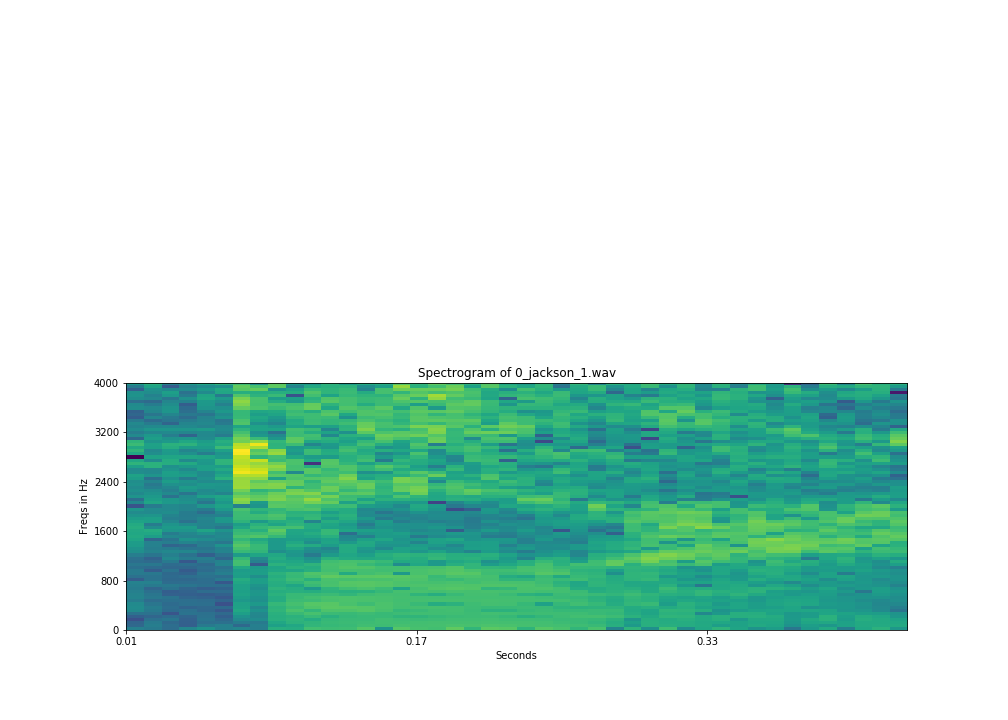 Spectrogram of 0_jackson_1.wav
4000
3200
2400
1600
800
0
Freqs in Hz
0.01 0.17 0.33
Seconds